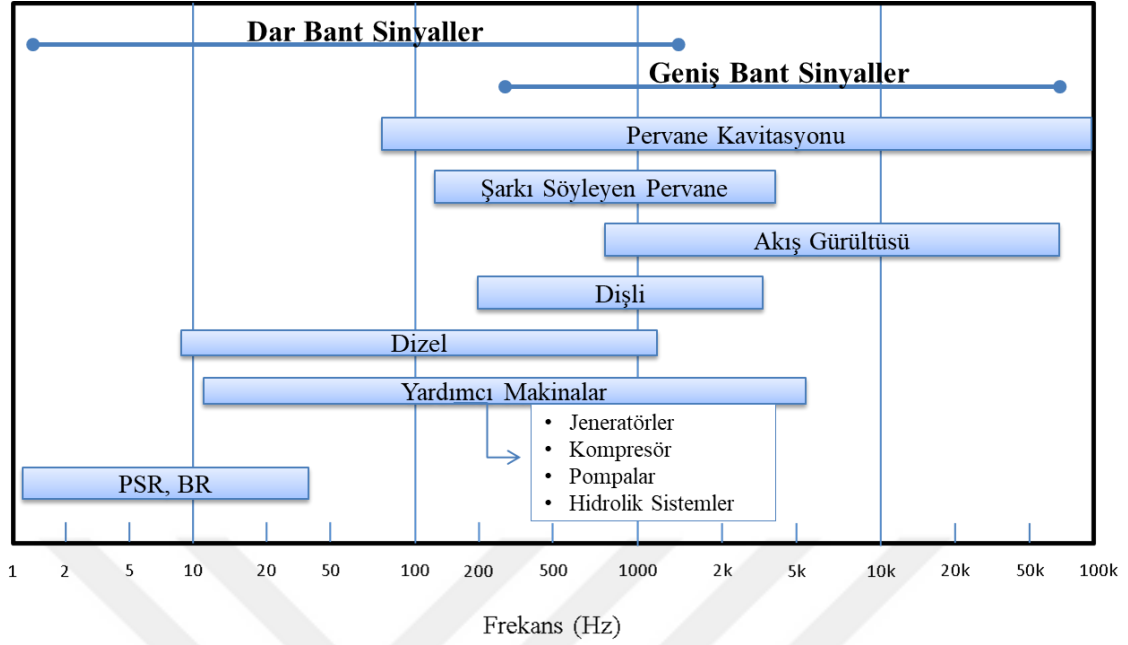 Dar Bant Sinyaller
Geniş Bant Sinyaller
Pervane Kavitasyonu
Şarkı Söyleyen Pervane
Akış Gürültüsü
Dişli
Dizel
Yardımcı Makinalar
• Jeneratörler
• Kompresör
• Pompalar
• Hidrolik Sistemler
PSR, BR
1 2 5 10 20 50 100 200 500 1000 2k 5k 10k 20k 50k 100k
Frekans (Hz)